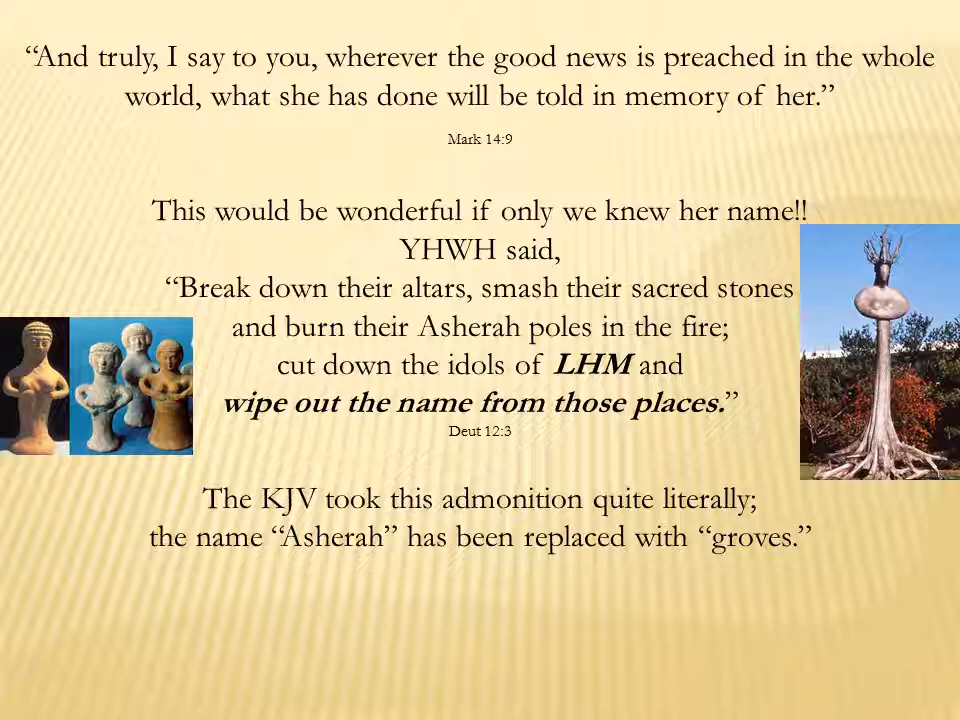 “And truly, I say to you, wherever the good news is preached in the whole
world, what she has done will be told in memory of her.”
Mark 14:9
This would be wonderful if only we knew her name!!
YHWH said,
“Break down their altars, smash their sacred stones
and burn their Asherah poles in the fire;
cut down the idols of LHM and
wipe out the name from those places.”
Deut 12:3
The KJV took this admonition quite literally;
the name “Asherah” has been replaced with “groves.”